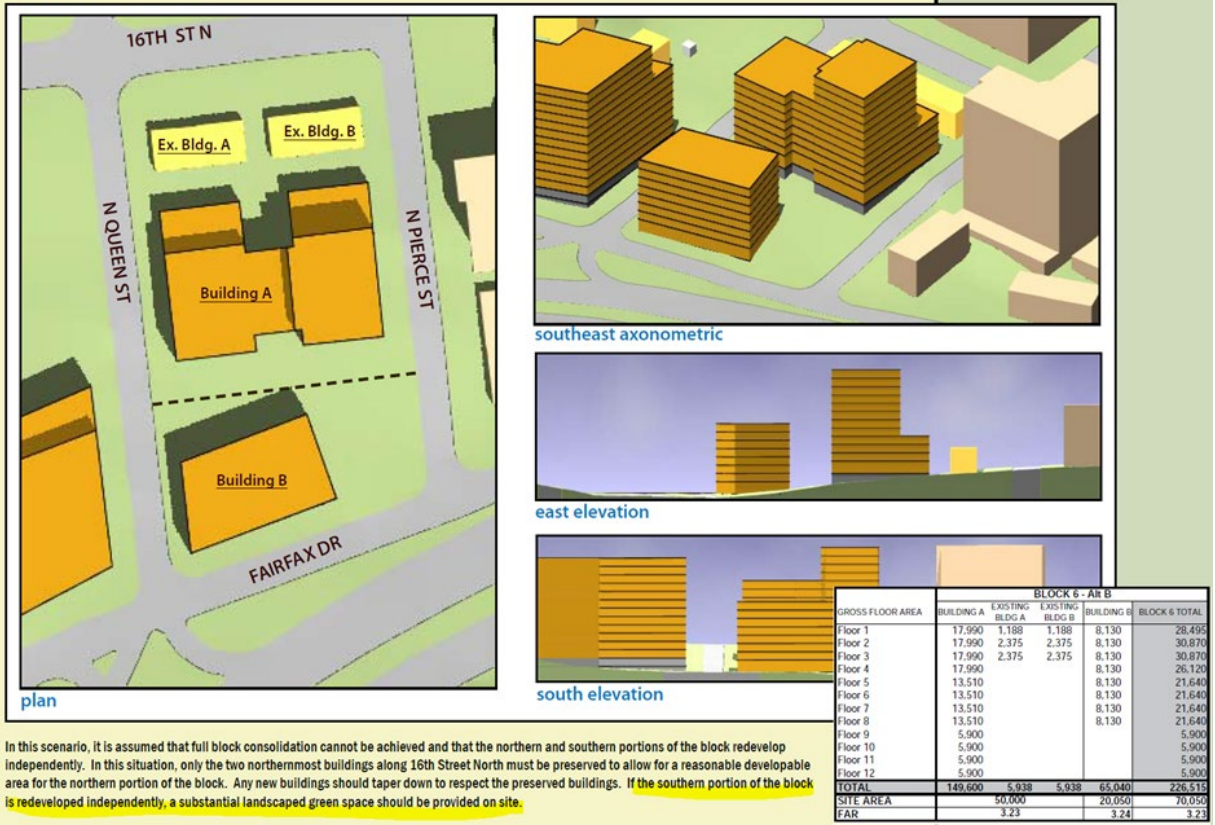 16TH ST N
Ex. Bldg. A
Ex. Bldg. B
N QUEEN ST
N PIERCE ST
Building A
Building B
FAIRFAX DR
plan
southeast axonometric
east elevation
south elevation
BLOCK 6 - Alt B
GROSS FLOOR AREA BUILDING A EXISTING BLDG A EXISTING BLDG B BUILDING B BLOCK 6 TOTAL
Floor 1 17,990 1,188 1,188 8,130 28,495
Floor 2 17,990 2,375 2,375 8,130 30,870
Floor 3 17,990 2,375 2,375 8,130 30,870
Floor 4 17,990 8,130 26,120
Floor 5 13,510 8,130 21,640
Floor 6 13,510 8,130 21,640
Floor 7 13,510 8,130 21,640
Floor 8 13,510 8,130 21,640
Floor 9 5,900 5,900
Floor 10 5,900 5,900
Floor 11 5,900 5,900
Floor 12 5,900 5,900
TOTAL 149,600 5,938 5,938 65,040 226,515
SITE AREA 50,000 20,050 70,050
FAR 3.23 3.24 3.23
In this scenario, it is assumed that full block consolidation cannot be achieved and that the northern and southern portions of the block redevelop
independently. In this situation, only the two northernmost buildings along 16th Street North must be preserved to allow for a reasonable developable
area for the northern portion of the block. Any new buildings should taper down to respect the preserved buildings. If the southern portion of the block
is redeveloped independently, a substantial landscaped green space should be provided on site.